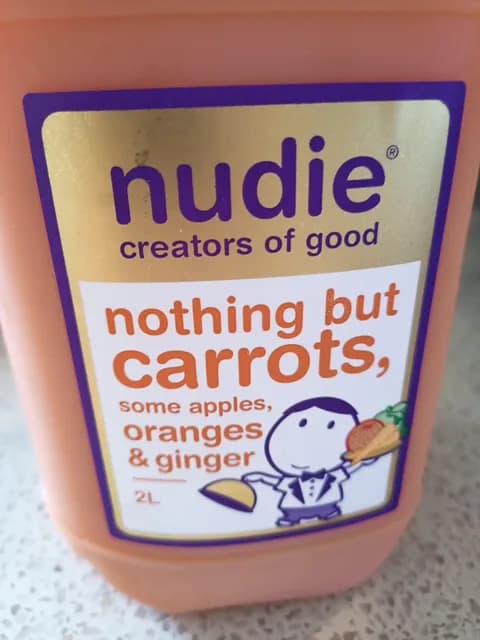 nudie®
creators of good
nothing but
carrots,
some apples,
oranges
& ginger
2L